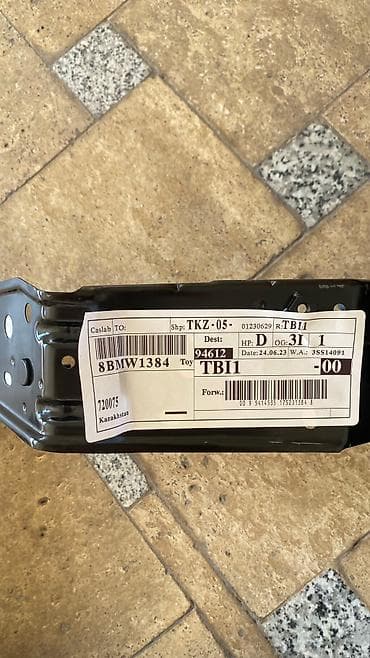 Caslab TO: Shp: TKZ-05- 01230629 R: TBI1
Dest: HP: D OG: 3I 1
94612 Date: 24.06.23 W.A.: 3SS14091
8BMW1384 Toy TBI1 -00
720075
Kazakhstan
Forw.: